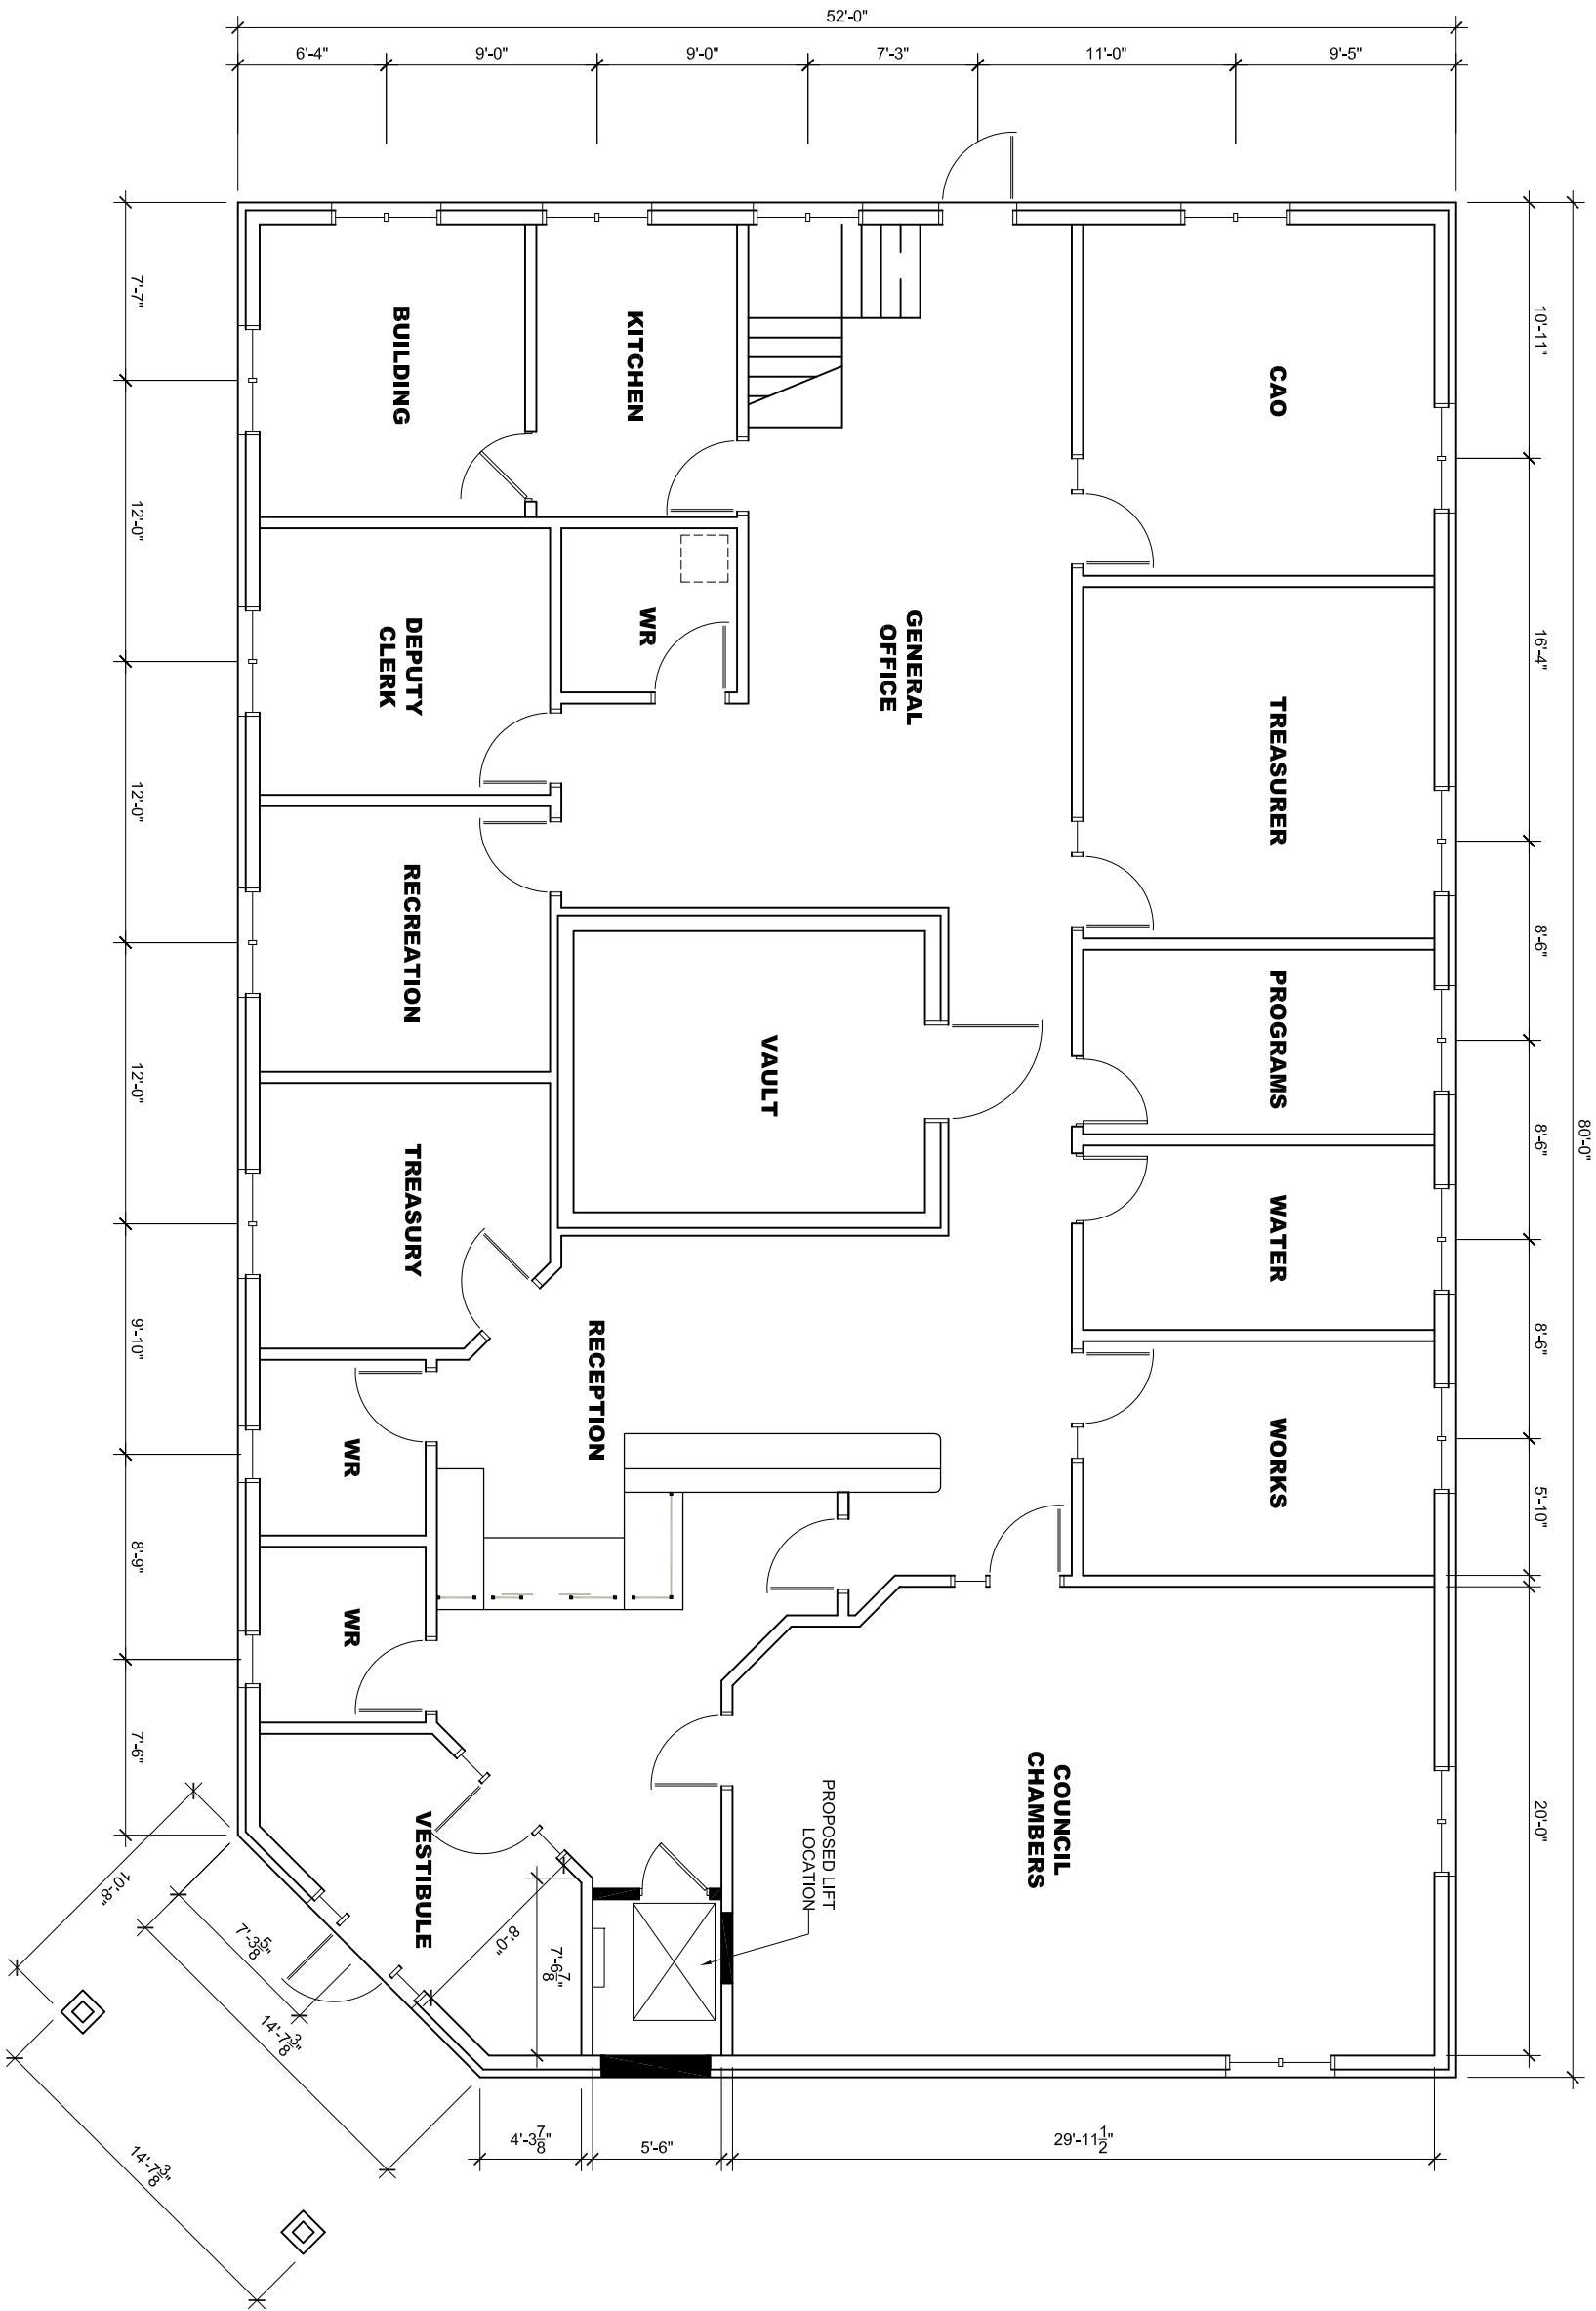 52'-0"
6'-4"
9'-0"
9'-0"
7'-3"
11'-0"
9'-5"
80'-0"
10'-11"
16'-4"
8'-6"
8'-6"
8'-6"
5'-10"
20'-0"
7'-7"
12'-0"
12'-0"
12'-0"
9'-10"
8'-9"
7'-6"
BUILDING
KITCHEN
CAO
DEPUTY
CLERK
WR
GENERAL
OFFICE
TREASURER
RECREATION
VAULT
PROGRAMS
TREASURY
WATER
RECEPTION
WORKS
WR
WR
VESTIBULE
COUNCIL
CHAMBERS
PROPOSED LIFT
LOCATION
8'-0"
7'-6 7/8"
10'-8"
7'-3 5/8"
14'-7 3/8"
14'-7 3/8"
4'-3 7/8"
5'-6"
29'-11 1/2"